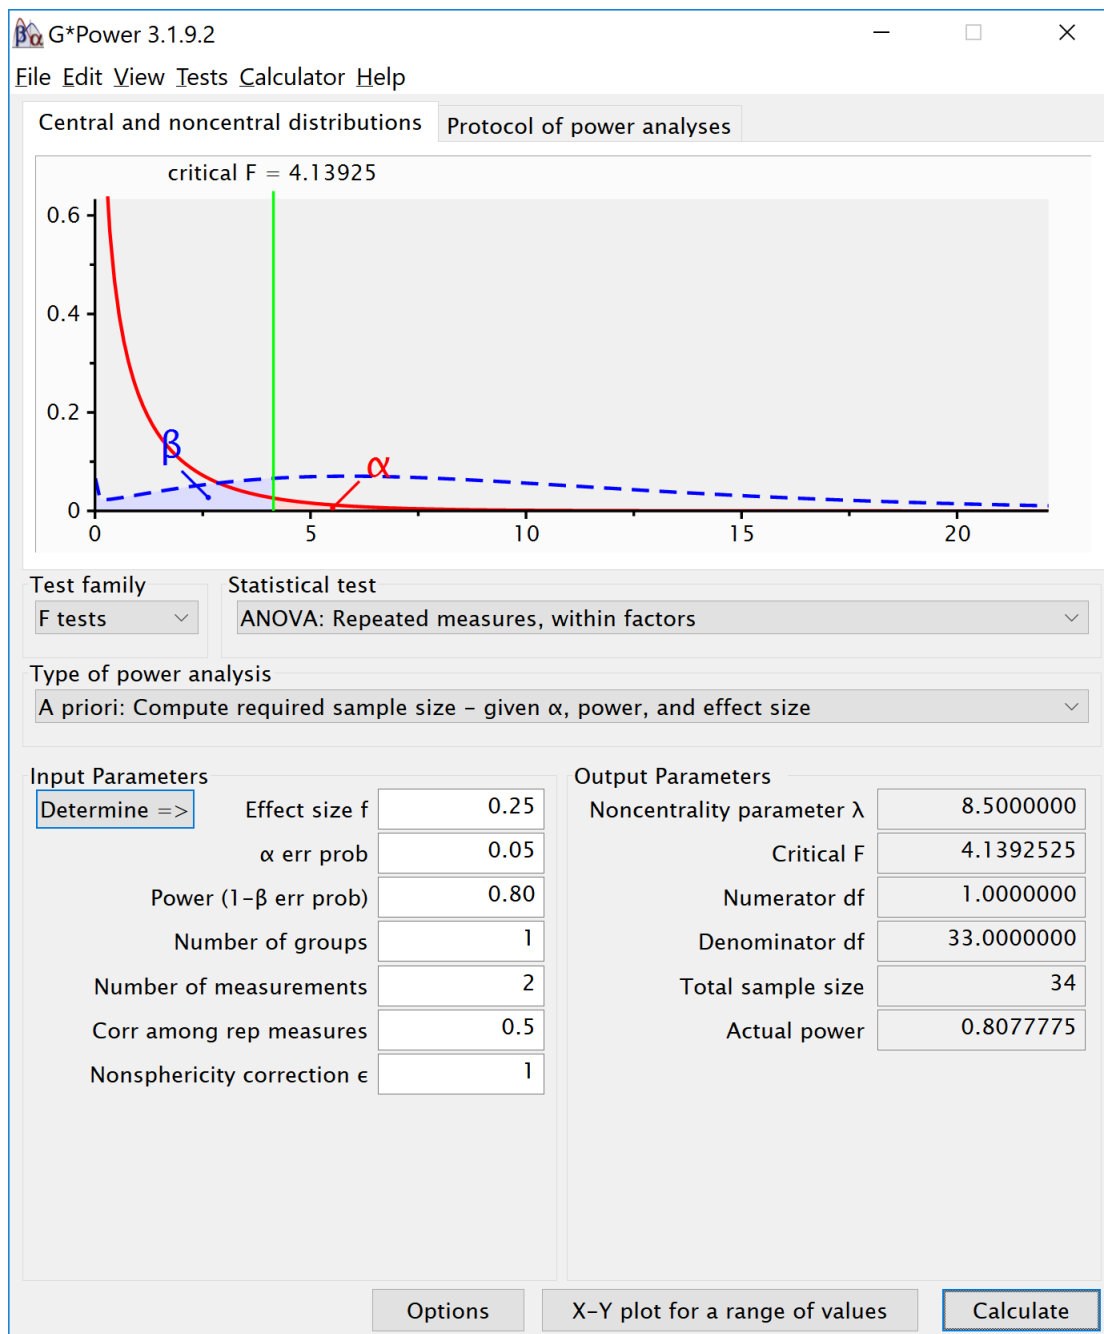 G*Power 3.1.9.2
File Edit View Tests Calculator Help
Central and noncentral distributions Protocol of power analyses
critical F = 4.13925
0.6
0.4
0.2
0
β
α
0 5 10 15 20
Test family Statistical test
F tests ANOVA: Repeated measures, within factors
Type of power analysis
A priori: Compute required sample size – given α, power, and effect size
Input Parameters
Determine => Effect size f 0.25
α err prob 0.05
Power (1–β err prob) 0.80
Number of groups 1
Number of measurements 2
Corr among rep measures 0.5
Nonsphericity correction ϵ 1
Output Parameters
Noncentrality parameter λ 8.5000000
Critical F 4.1392525
Numerator df 1.0000000
Denominator df 33.0000000
Total sample size 34
Actual power 0.8077775
Options X–Y plot for a range of values Calculate